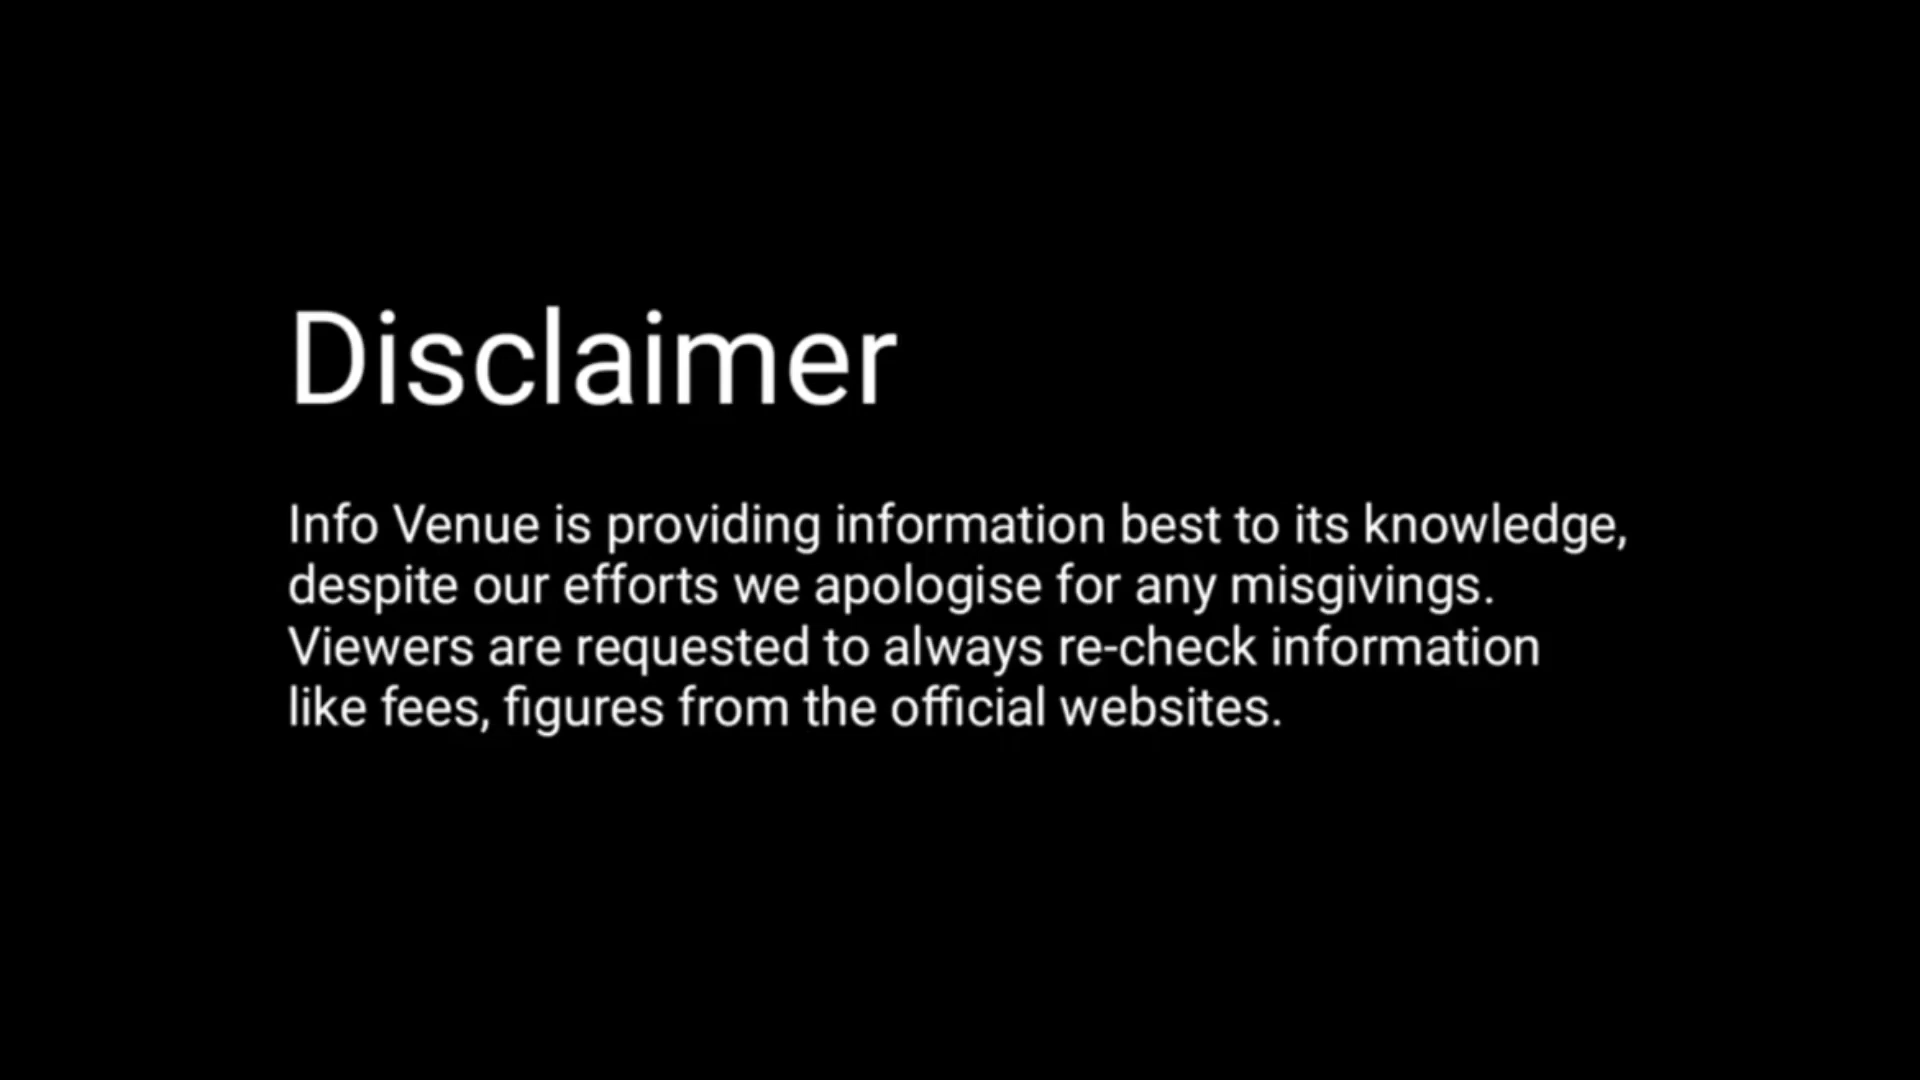 Disclaimer
Info Venue is providing information best to its knowledge,
despite our efforts we apologise for any misgivings.
Viewers are requested to always re-check information
like fees, figures from the official websites.